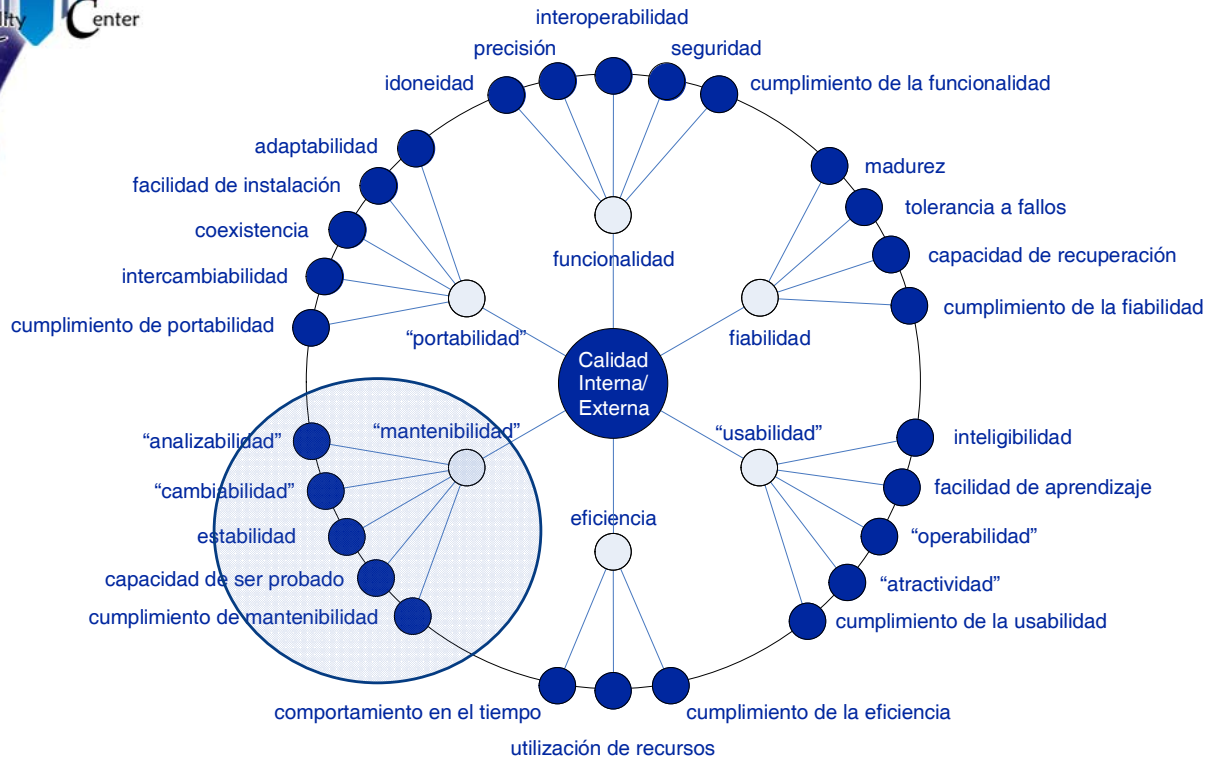 lity Center
interoperabilidad
precisión
seguridad
idoneidad
cumplimiento de la funcionalidad
adaptabilidad
madurez
facilidad de instalación
tolerancia a fallos
coexistencia
capacidad de recuperación
funcionalidad
intercambiabilidad
cumplimiento de la fiabilidad
cumplimiento de portabilidad
“portabilidad”
fiabilidad
Calidad
Interna/
Externa
“analizabilidad”
“mantenibilidad”
“usabilidad”
inteligibilidad
“cambiabilidad”
facilidad de aprendizaje
eficiencia
estabilidad
“operabilidad”
capacidad de ser probado
“atractividad”
cumplimiento de mantenibilidad
cumplimiento de la usabilidad
comportamiento en el tiempo
cumplimiento de la eficiencia
utilización de recursos